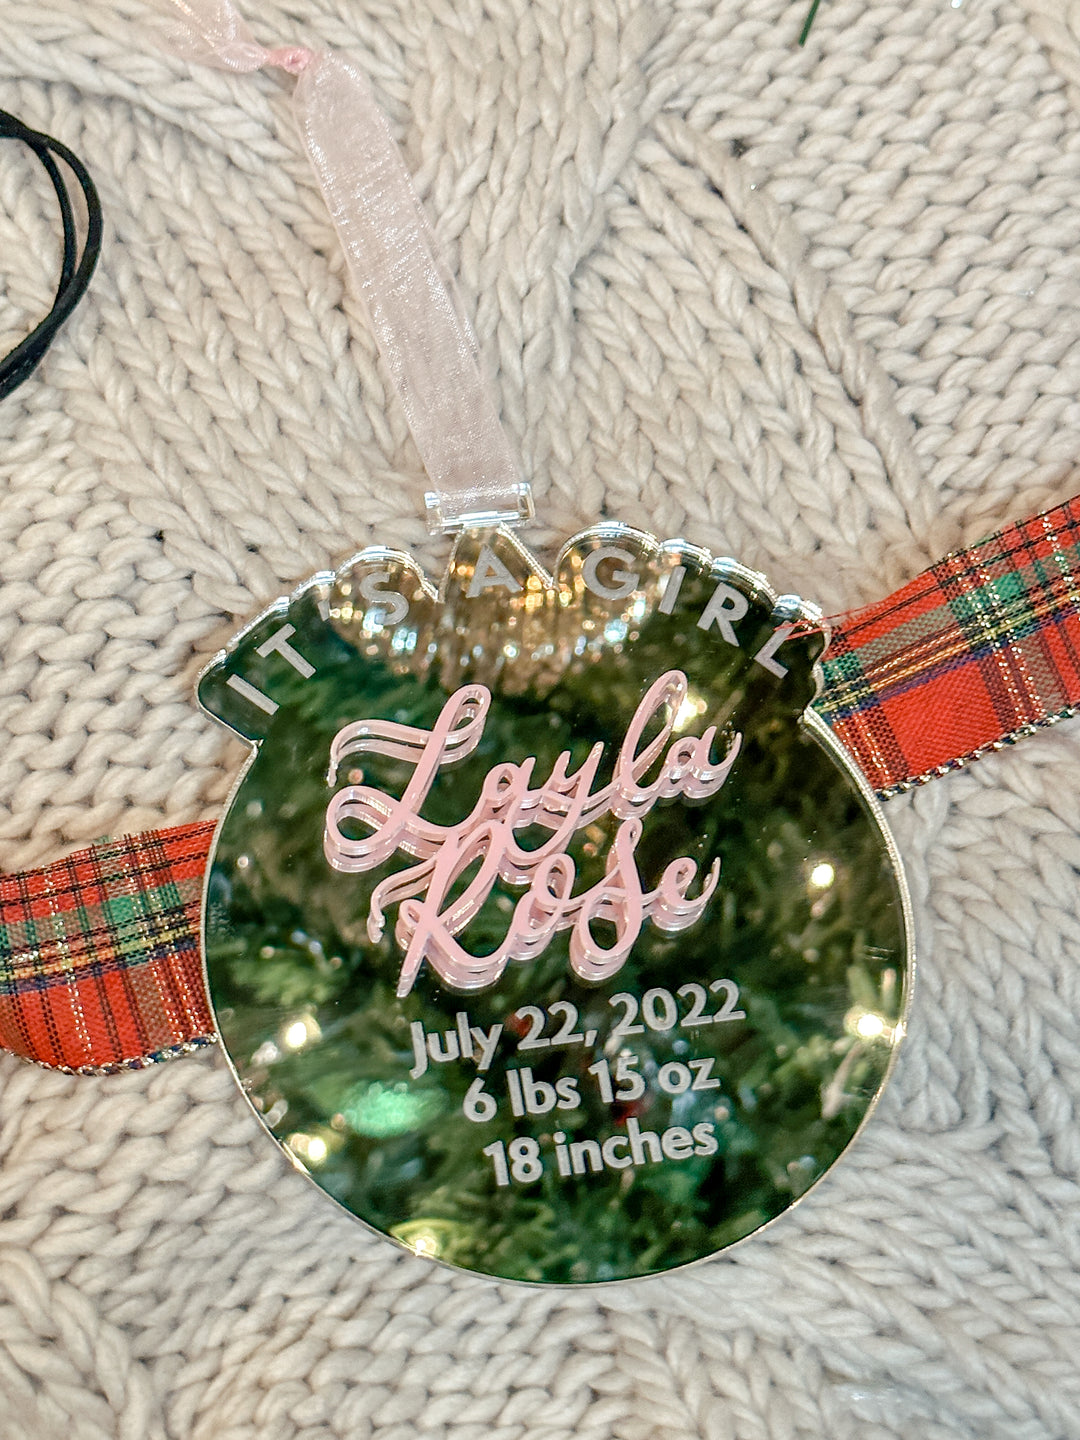 IT'S A GIRL
Layla
Rose
July 22, 2022
6 lbs 15 oz
18 inches